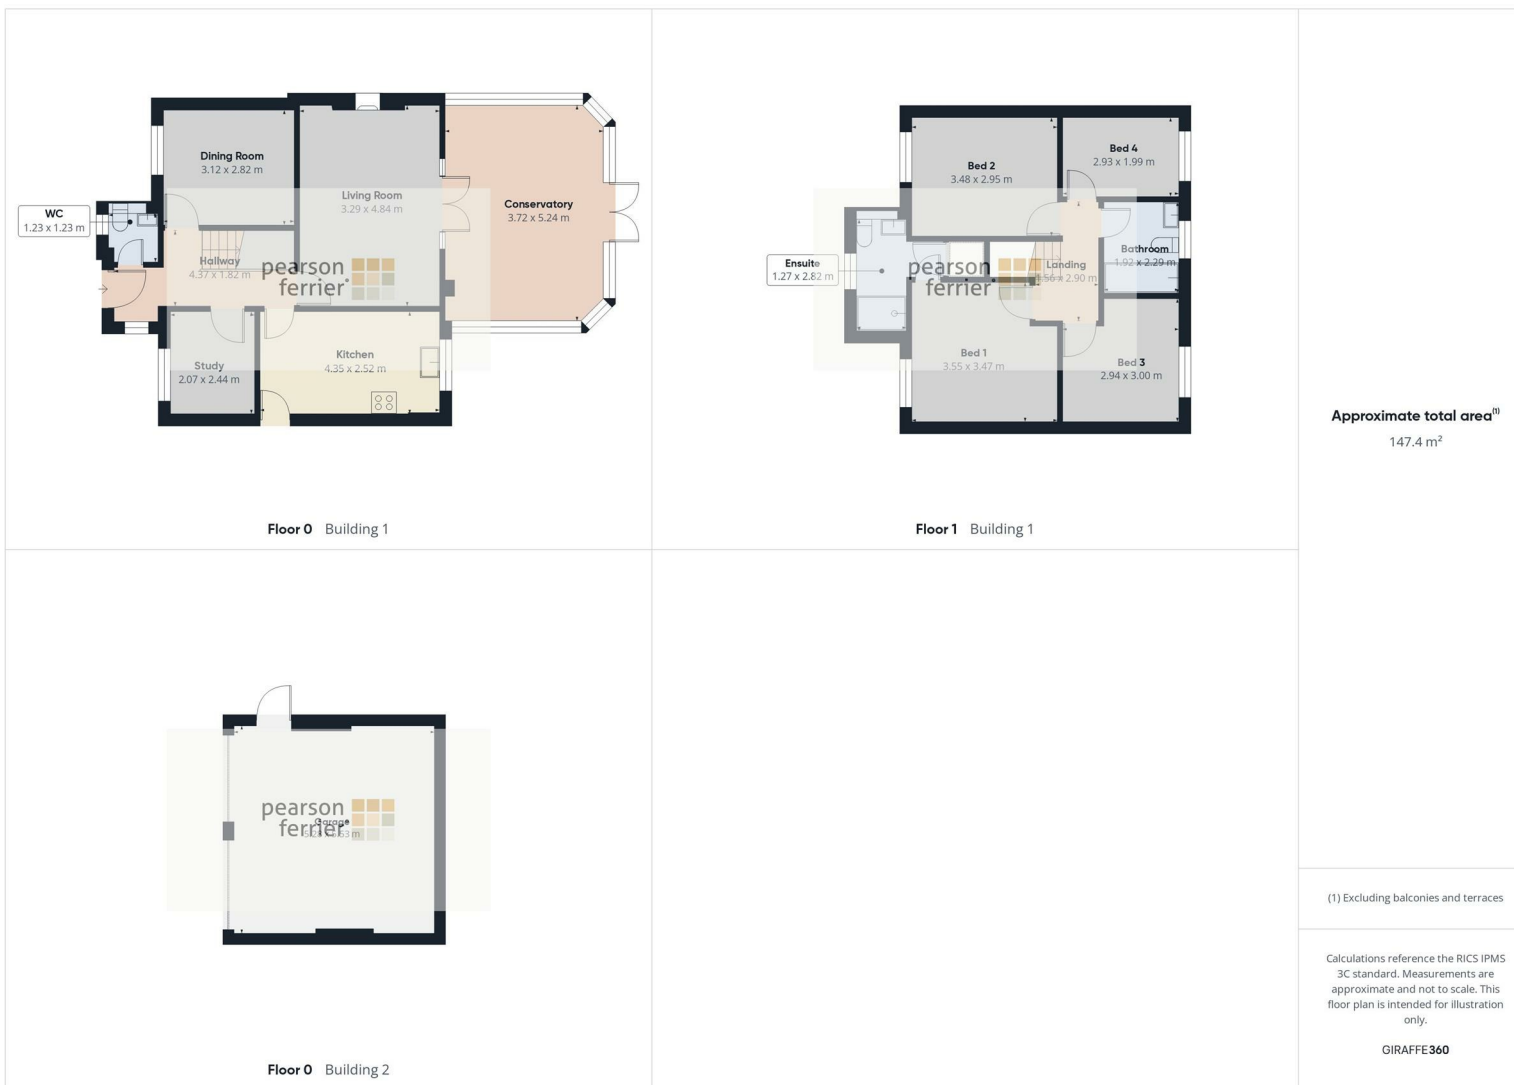 Dining Room
3.12 x 2.82 m
WC
1.23 x 1.23 m
Living Room
3.29 x 4.84 m
Conservatory
3.72 x 5.24 m
Hallway
4.37 x 1.82 m
pearson
ferrier
Study
2.07 x 2.44 m
Kitchen
4.35 x 2.52 m
Floor 0 Building 1
Bed 2
3.48 x 2.95 m
Bed 4
2.93 x 1.99 m
Ensuite
1.27 x 2.82 m
Bathroom
1.92 x 2.29 m
Landing
x 2.90 m
pearson
ferrier
Bed 1
3.55 x 3.47 m
Bed 3
2.94 x 3.00 m
Floor 1 Building 1
Approximate total area(1)
147.4 m²
pearson
ferrier
Garage
Floor 0 Building 2
(1) Excluding balconies and terraces
Calculations reference the RICS IPMS
3C standard. Measurements are
approximate and not to scale. This
floor plan is intended for illustration
only.
GIRAFFE360